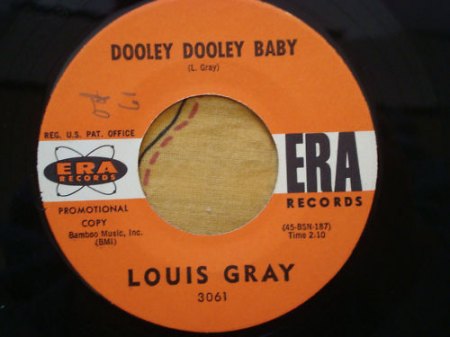 DOOLEY DOOLEY BABY
(L. Gray)
61
REG. U.S. PAT. OFFICE
ERA
RECORDS
PROMOTIONAL
COPY
Bamboo Music, Inc.
(BMI)
ERA
RECORDS
(45-BSN-187)
Time 2:10
LOUIS GRAY
3061